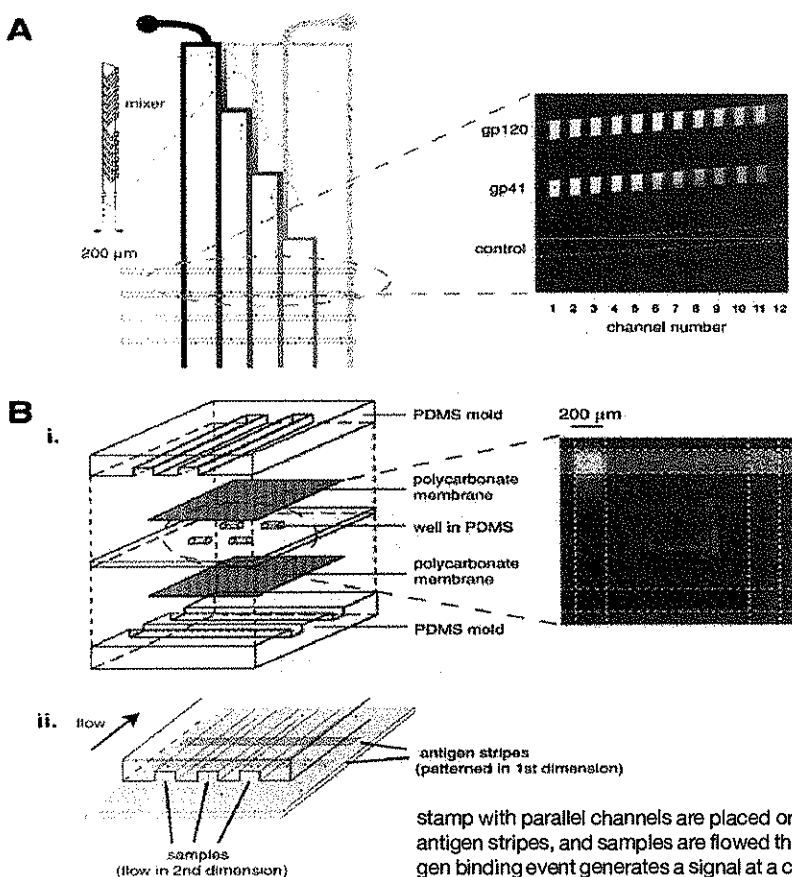 A
mixer
200 µm
gp120
gp41
control
1 2 3 4 5 6 7 8 9 10 11 12
channel number
B
i.
PDMS mold
polycarbonate
membrane
well in PDMS
polycarbonate
membrane
PDMS mold
200 µm
ii.
flow
antigen stripes
(patterned in 1st dimension)
samples
(flow in 2nd dimension)
stamp with parallel channels are placed
antigen stripes, and samples are flowed
gen binding event generates a signal at a